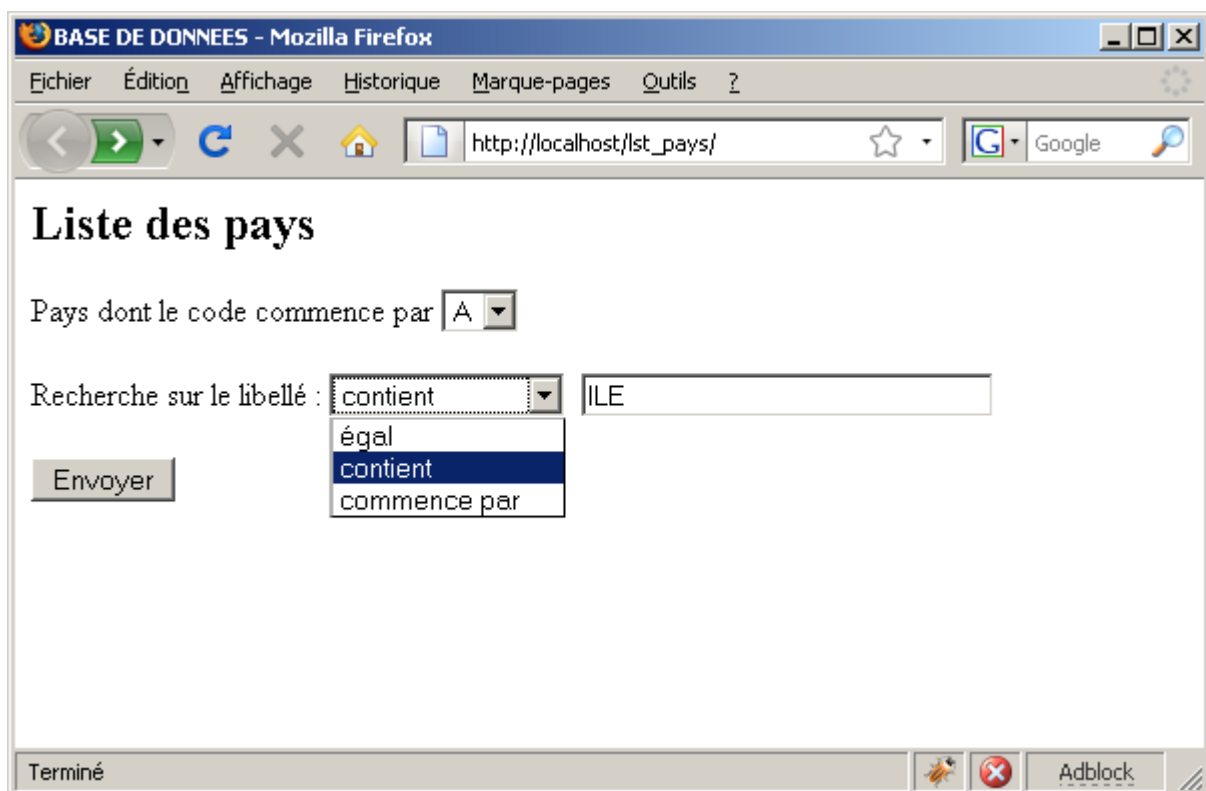 BASE DE DONNEES - Mozilla Firefox
Fichier Édition Affichage Historique Marque-pages Outils ?
http://localhost/lst_pays/ G Google
Liste des pays
Pays dont le code commence par A
Recherche sur le libellé : contient ILE
égal
contient
commence par
Envoyer
Terminé Adblock